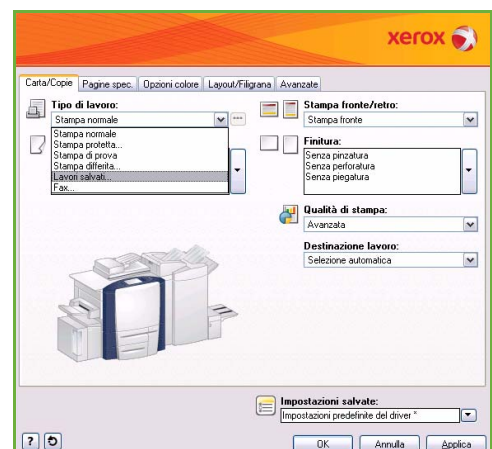 xerox
Carta/Copie Pagine spec. Opzioni colore Layout/Filigrana Avanzate
Tipo di lavoro:
Stampa normale
Stampa normale
Stampa protetta...
Stampa di prova
Stampa differita...
Lavori salvati...
Fax...
Stampa fronte/retro:
Stampa fronte
Finitura:
Senza pinzatura
Senza perforatura
Senza piegatura
Qualità di stampa:
Avanzata
Destinazione lavoro:
Selezione automatica
Impostazioni salvate:
Impostazioni predefinite del driver *
? OK Annulla Applica